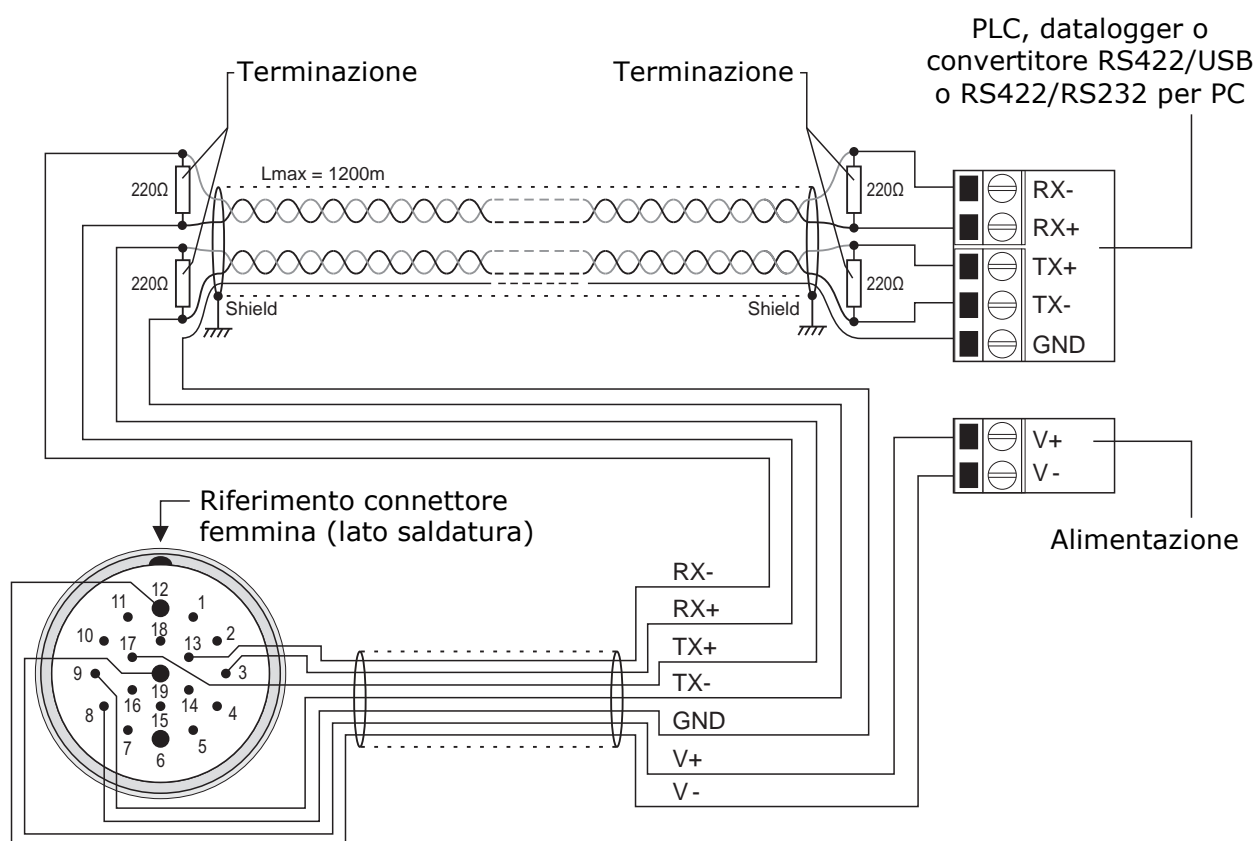 PLC, datalogger o
convertitore RS422/USB
o RS422/RS232 per PC
Terminazione
Terminazione
Lmax = 1200m
220Ω
220Ω
220Ω
220Ω
Shield
Shield
RX-
RX+
TX+
TX-
GND
V+
V -
Alimentazione
Riferimento connettore
femmina (lato saldatura)
12
11
1
10
18
2
17
13
9
3
19
16
14
8
4
15
7
5
6
RX-
RX+
TX+
TX-
GND
V+
V -